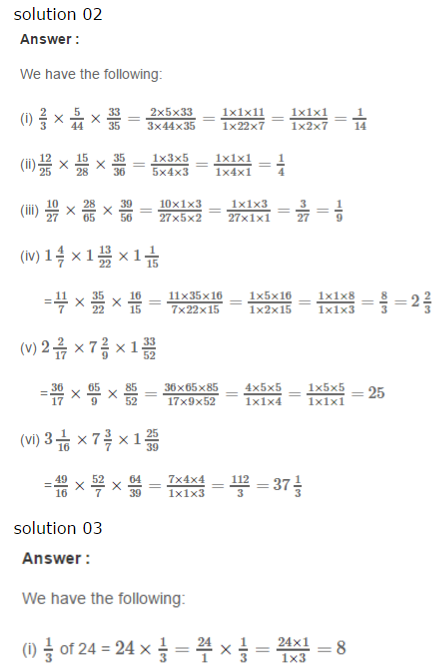 solution 02
Answer :
We have the following:
(i) 2/3 × 5/44 × 33/35 = 2×5×33/3×44×35 = 1×1×11/1×22×7 = 1×1×1/1×2×7 = 1/14
(ii) 12/25 × 15/28 × 35/36 = 1×3×5/5×4×3 = 1×1×1/1×4×1 = 1/4
(iii) 10/27 × 28/65 × 39/56 = 10×1×3/27×5×2 = 1×1×3/27×1×1 = 3/27 = 1/9
(iv) 1 4/7 × 1 13/22 × 1 1/15
= 11/7 × 35/22 × 16/15 = 11×35×16/7×22×15 = 1×5×16/1×2×15 = 1×1×8/1×1×3 = 8/3 = 2 2/3
(v) 2 2/17 × 7 2/9 × 1 33/52
= 36/17 × 65/9 × 85/52 = 36×65×85/17×9×52 = 4×5×5/1×1×4 = 1×5×5/1×1×1 = 25
(vi) 3 1/16 × 7 3/7 × 1 25/39
= 49/16 × 52/7 × 64/39 = 7×4×4/1×1×3 = 112/3 = 37 1/3
solution 03
Answer :
We have the following:
(i) 1/3 of 24 = 24 × 1/3 = 24/1 × 1/3 = 24×1/1×3 = 8